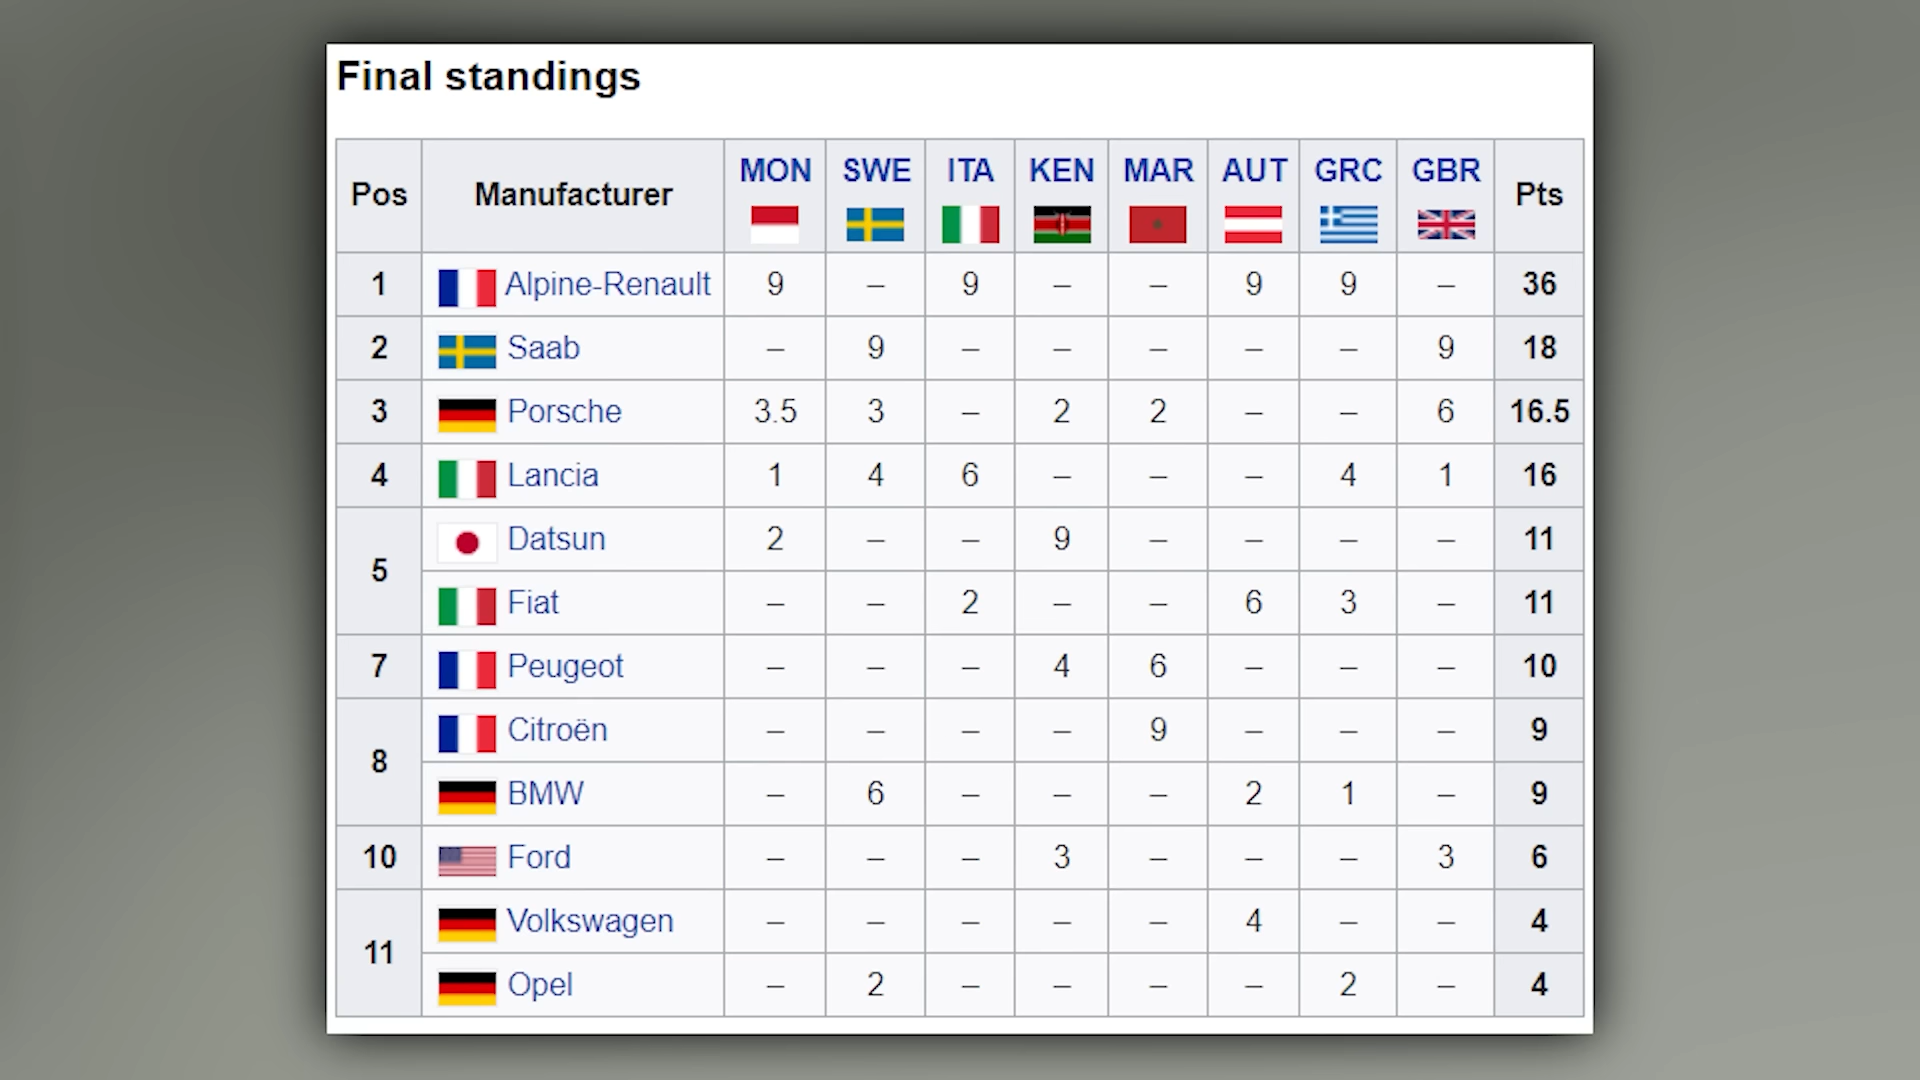 Final standings
Pos Manufacturer MON SWE ITA KEN MAR AUT GRC GBR Pts
1 Alpine-Renault 9 – 9 – – 9 9 – 36
2 Saab – 9 – – – – – 9 18
3 Porsche 3.5 3 – 2 2 – – 6 16.5
4 Lancia 1 4 6 – – – 4 1 16
5 Datsun 2 – – 9 – – – – 11
Fiat – – 2 – – 6 3 – 11
7 Peugeot – – – 4 6 – – – 10
8 Citroën – – – – 9 – – – 9
BMW – 6 – – – 2 1 – 9
10 Ford – – – 3 – – – 3 6
11 Volkswagen – – – – – 4 – – 4
Opel – 2 – – – – 2 – 4